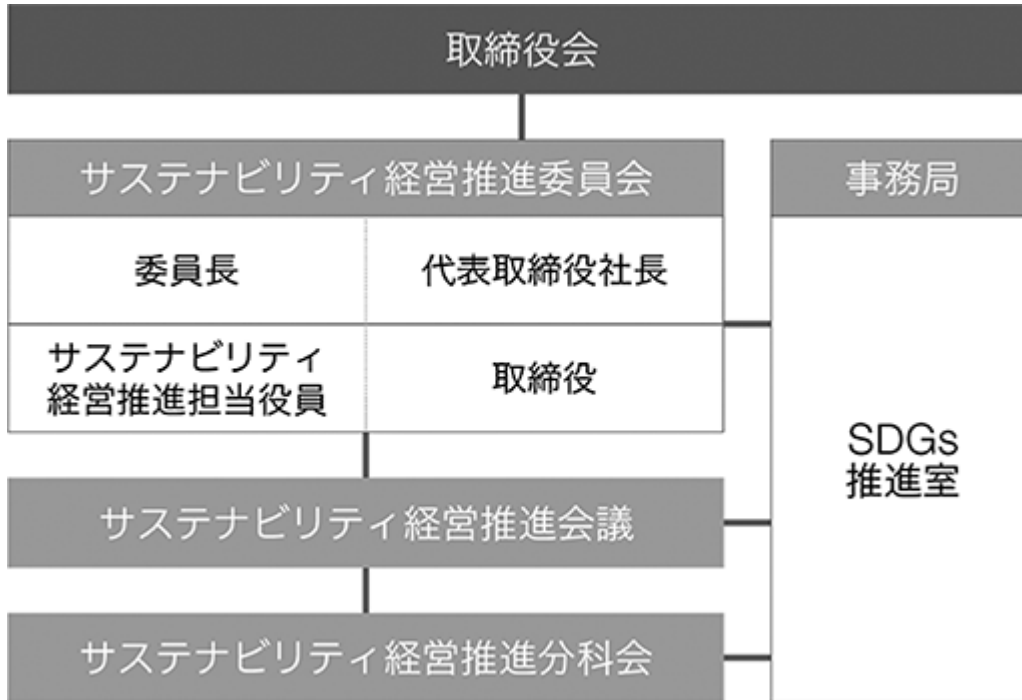 取締役会
サステナビリティ経営推進委員会
事務局
委員長
代表取締役社長
サステナビリティ
経営推進担当役員
取締役
SDGs
推進室
サステナビリティ経営推進会議
サステナビリティ経営推進分科会